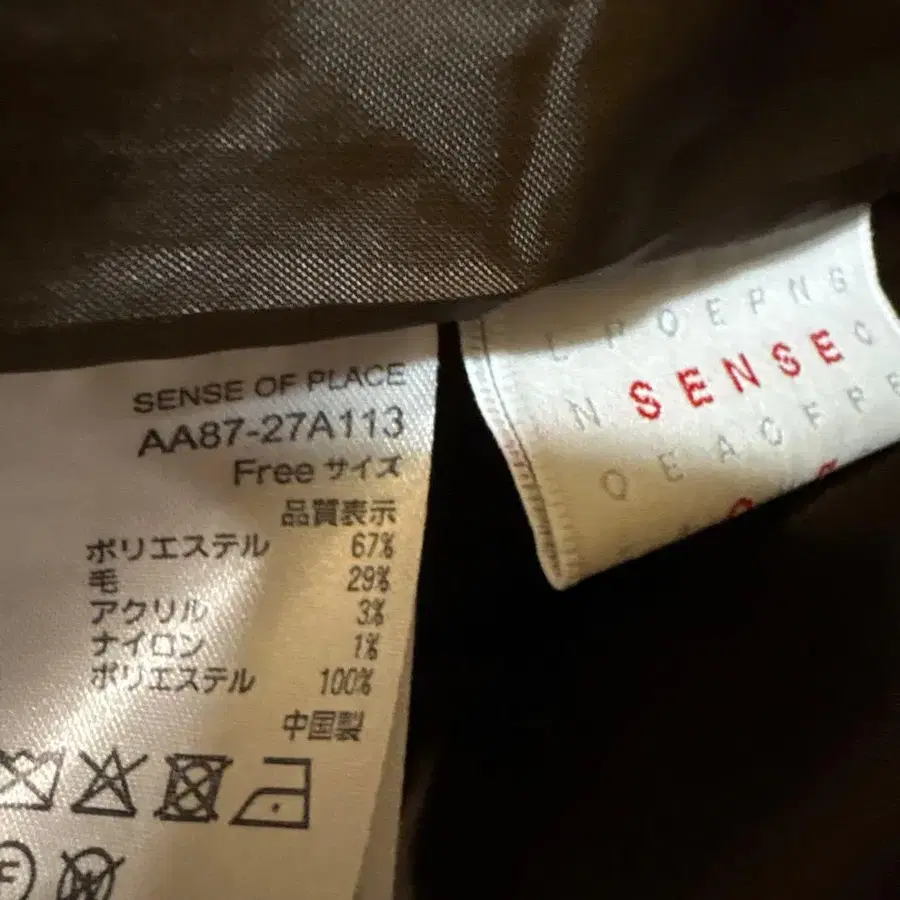 SENSE OF PLACE
AA87-27A113
Free サイズ
品質表示
ポリエステル 67%
毛 29%
アクリル 3%
ナイロン 1%
ポリエステル 100%
中国製
L P O E P N G
N SENSE C
O E A C F P E